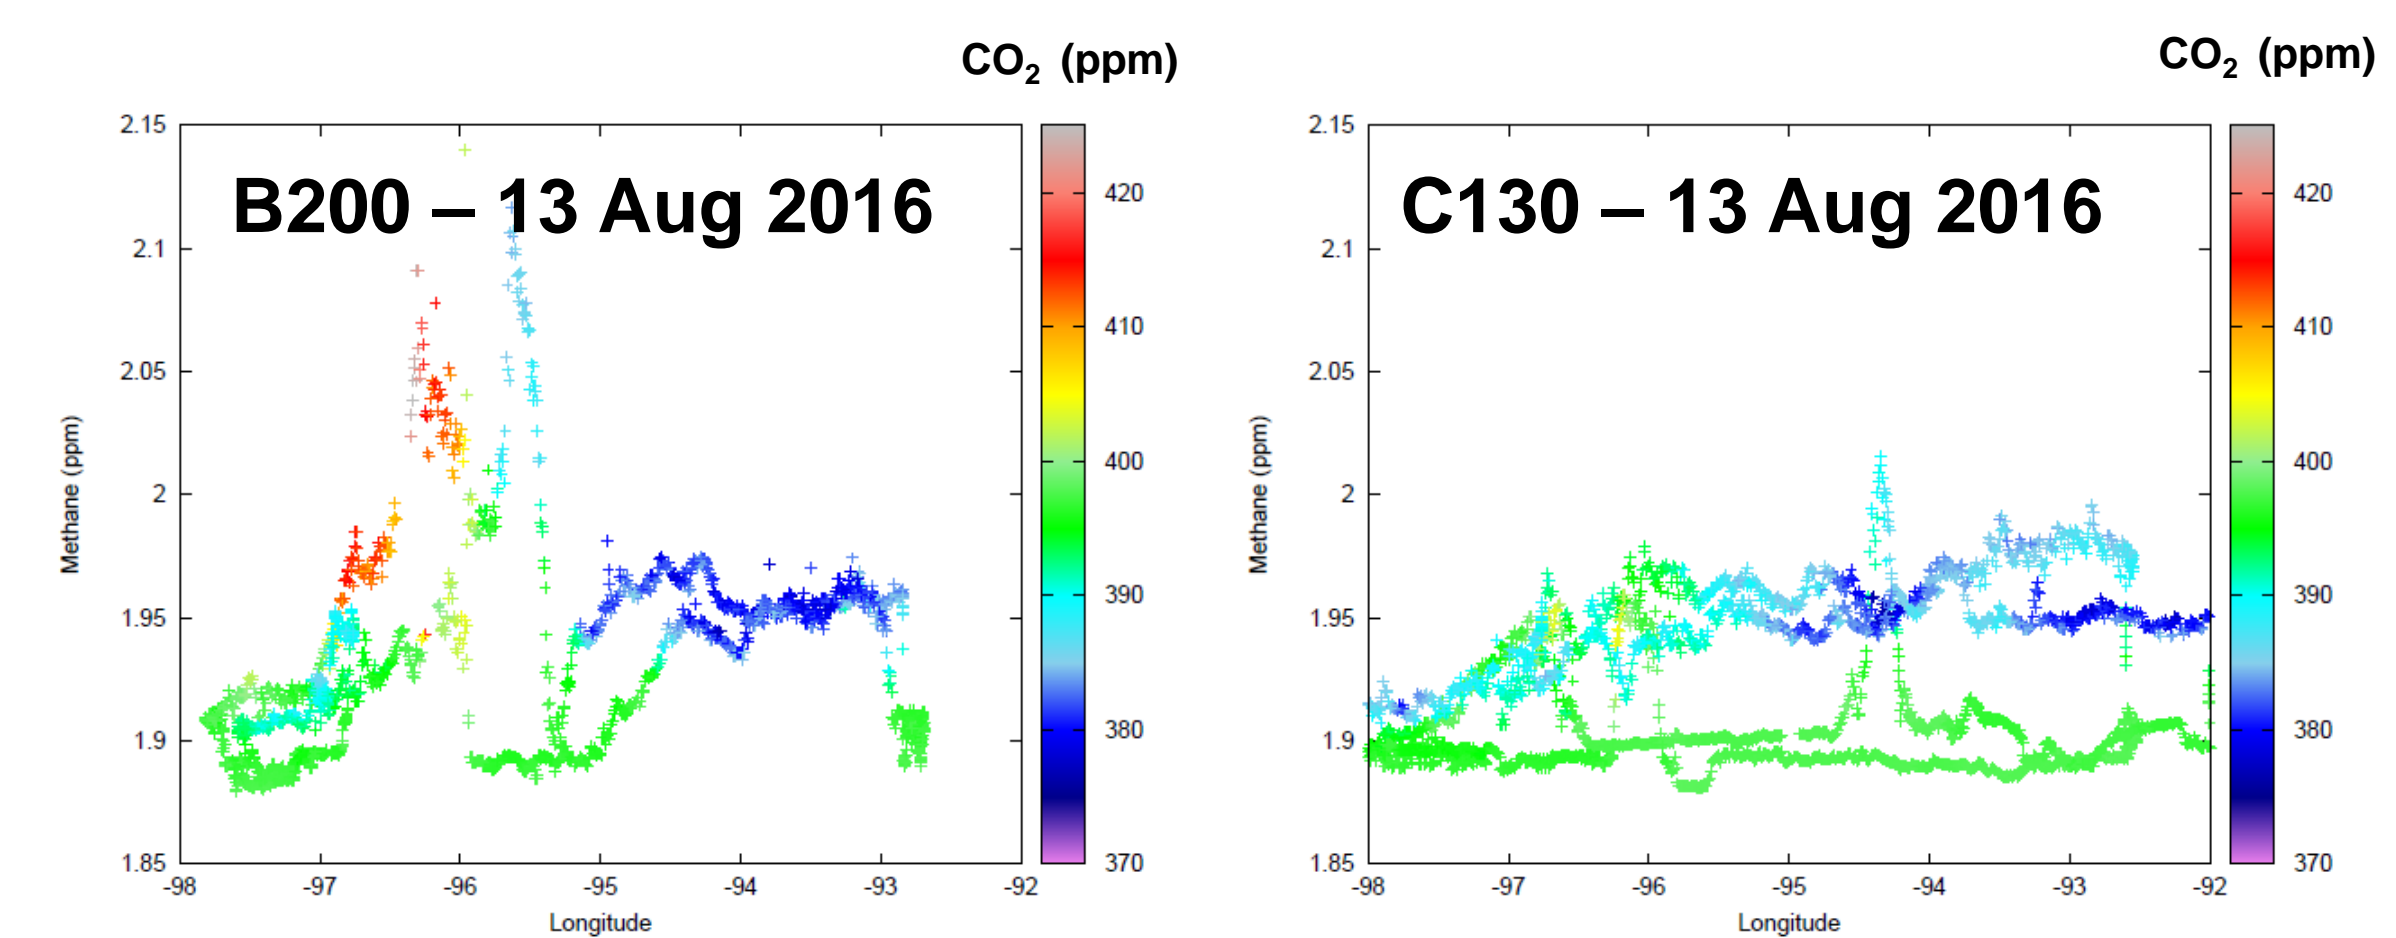 CO₂ (ppm)
B200 – 13 Aug 2016
2.15
2.1
2.05
2
1.95
1.9
1.85
Methane (ppm)
-98 -97 -96 -95 -94 -93 -92
Longitude
420
410
400
390
380
370
CO₂ (ppm)
C130 – 13 Aug 2016
2.15
2.1
2.05
2
1.95
1.9
1.85
Methane (ppm)
-98 -97 -96 -95 -94 -93 -92
Longitude
420
410
400
390
380
370